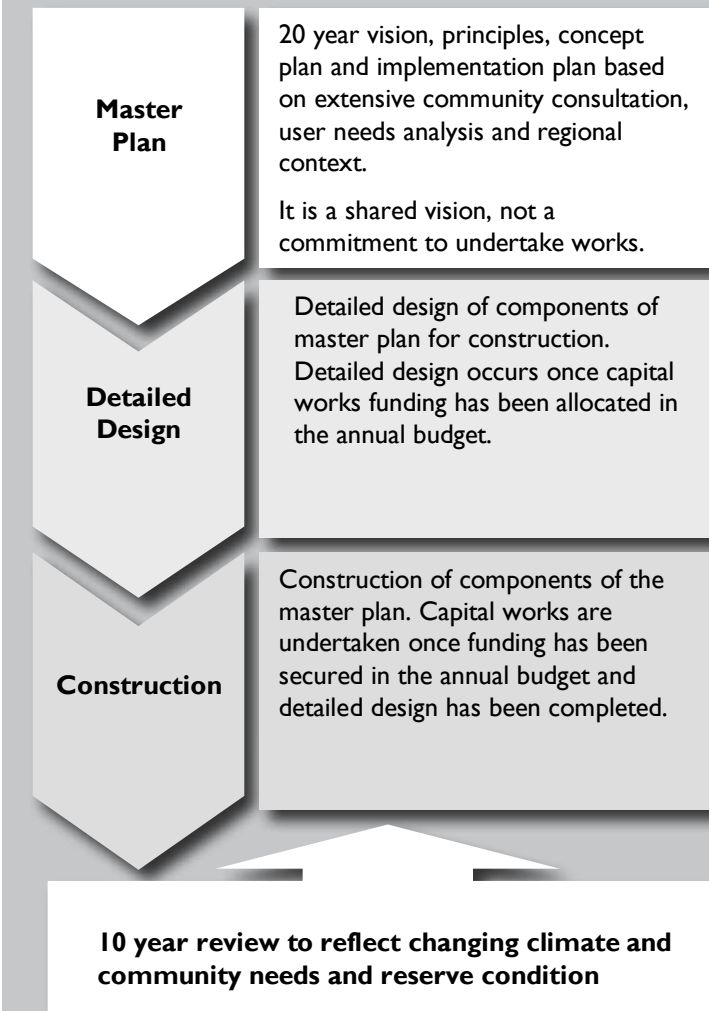 Master
Plan
20 year vision, principles, concept
plan and implementation plan based
on extensive community consultation,
user needs analysis and regional
context.
It is a shared vision, not a
commitment to undertake works.
Detailed
Design
Detailed design of components of
master plan for construction.
Detailed design occurs once capital
works funding has been allocated in
the annual budget.
Construction
Construction of components of the
master plan. Capital works are
undertaken once funding has been
secured in the annual budget and
detailed design has been completed.
10 year review to reflect changing climate and
community needs and reserve condition